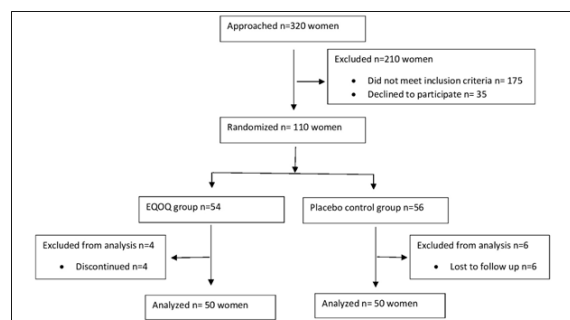 Approached n=320 women
Excluded n=210 women
• Did not meet inclusion criteria n= 175
• Declined to participate n= 35
Randomized n= 110 women
EQOQ group n=54
Placebo control group n=56
Excluded from analysis n=4
• Discontinued n=4
Excluded from analysis n=6
• Lost to follow up n=6
Analyzed n= 50 women
Analyzed n= 50 women